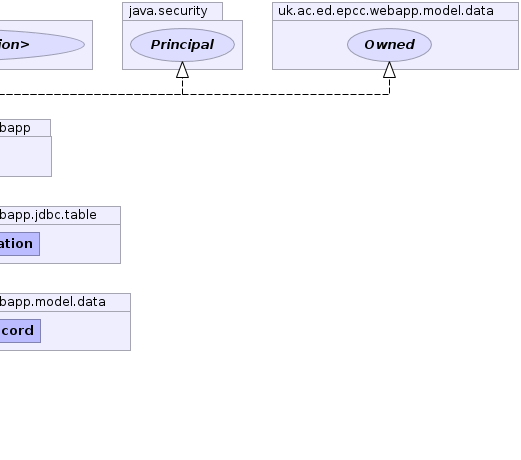 java.security
uk.ac.ed.epcc.webapp.model.data
ion>
Principal
Owned
bapp
bapp.jdbc.table
ation
bapp.model.data
cord